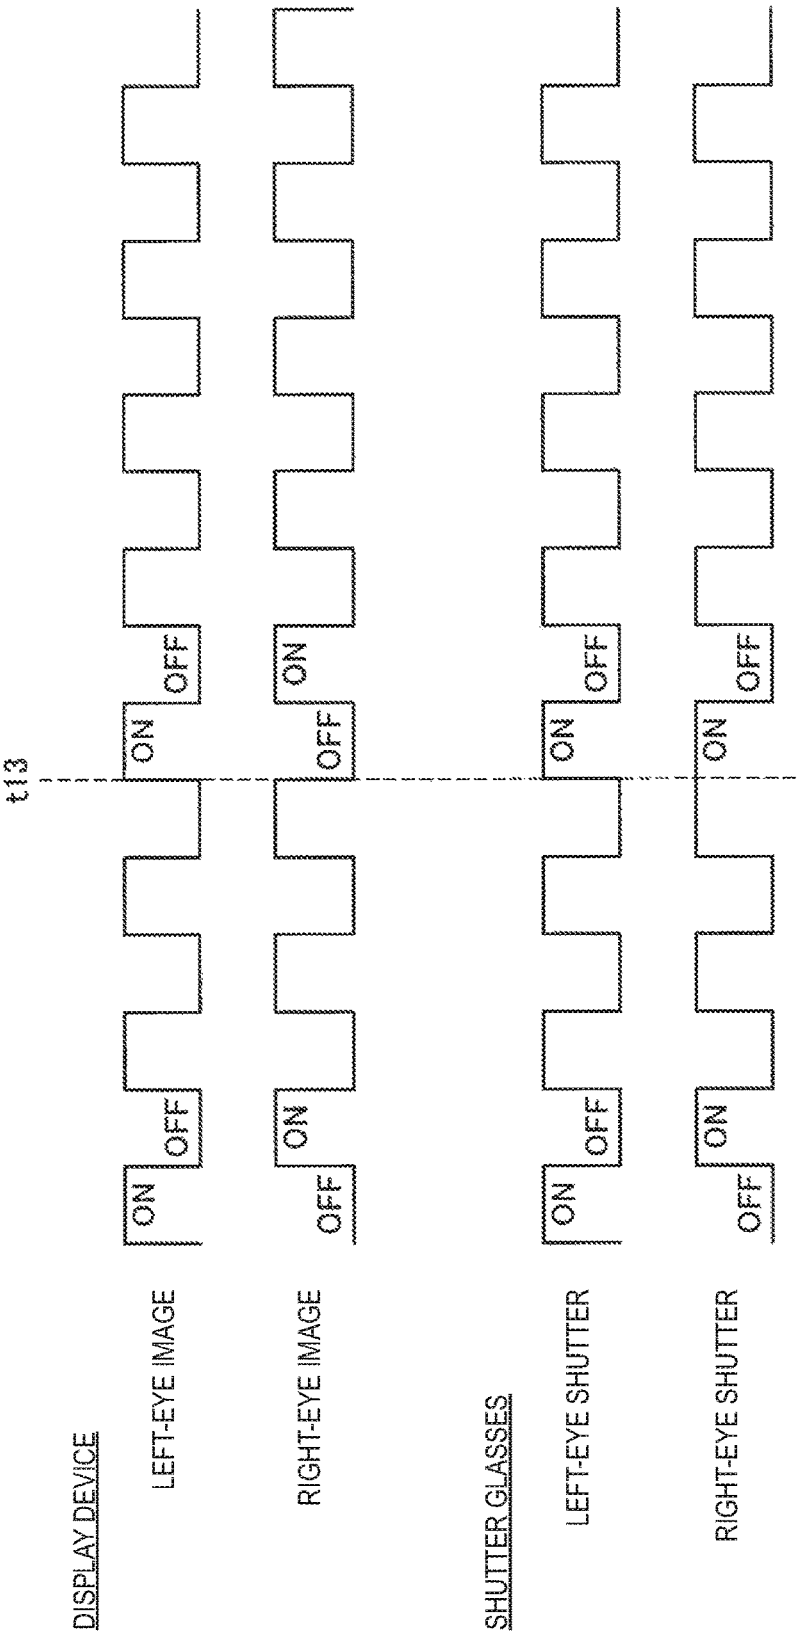 t13
DISPLAY DEVICE
LEFT-EYE IMAGE
ON
OFF
ON
OFF
RIGHT-EYE IMAGE
OFF
ON
OFF
ON
SHUTTER GLASSES
LEFT-EYE SHUTTER
ON
OFF
ON
OFF
RIGHT-EYE SHUTTER
OFF
ON
ON
OFF